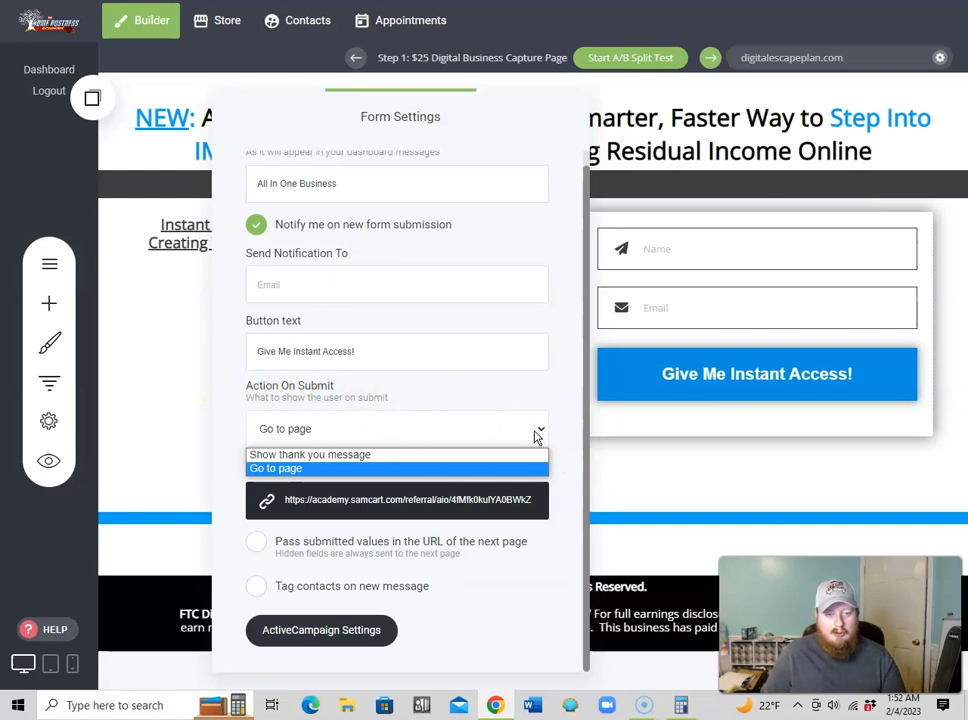 HOME BUSINESS
ACADEMY
Builder
Store
Contacts
Appointments
Step 1: $25 Digital Business Capture Page
Start A/B Split Test
digitalescapeplan.com
Dashboard
Logout
NEW: A
marter, Faster Way to Step Into
IM
g Residual Income Online
Instant
Creating
Form Settings
As it will appear in your dashboard messages
All In One Business
Notify me on new form submission
Send Notification To
Email
Button text
Give Me Instant Access!
Action On Submit
What to show the user on submit
Go to page
Show thank you message
Go to page
https://academy.samcart.com/referral/aio/4fMfk0kulYA0BWkZ
Pass submitted values in the URL of the next page
Hidden fields are always sent to the next page
Tag contacts on new message
ActiveCampaign Settings
Name
Email
Give Me Instant Access!
s Reserved.
FTC Di
/ For full earnings disclos
earn n
. This business has paid
? HELP
Type here to search
22°F
1:52 AM
2/4/2023